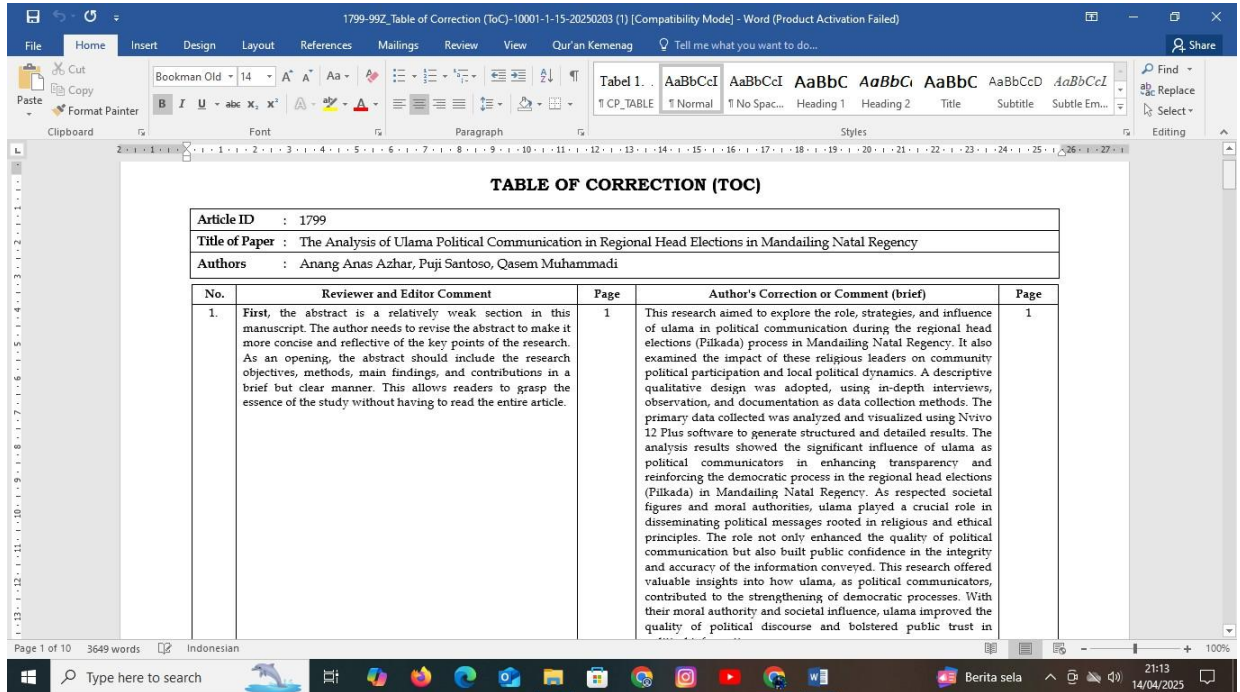 1799-99Z_Table of Correction (ToC)-10001-1-15-20250203 (1) [Compatibility Mode] - Word (Product Activation Failed)
File Home Insert Design Layout References Mailings Review View Qur'an Kemenag Tell me what you want to do... Share
Paste
Cut
Copy
Format Painter
Clipboard
Bookman Old 14
Font
Paragraph
Tabel 1. . AaBbCcI AaBbCcI AaBbC AaBbCc AaBbC AaBbCcD AaBbCcI
¶ CP_TABLE ¶ Normal ¶ No Spac... Heading 1 Heading 2 Title Subtitle Subtle Em...
Styles
Find
Replace
Select
Editing
TABLE OF CORRECTION (TOC)
Article ID : 1799
Title of Paper : The Analysis of Ulama Political Communication in Regional Head Elections in Mandailing Natal Regency
Authors : Anang Anas Azhar, Puji Santoso, Qasem Muhammadi
No. Reviewer and Editor Comment Page Author's Correction or Comment (brief) Page
1.
First, the abstract is a relatively weak section in this
manuscript. The author needs to revise the abstract to make it
more concise and reflective of the key points of the research.
As an opening, the abstract should include the research
objectives, methods, main findings, and contributions in a
brief but clear manner. This allows readers to grasp the
essence of the study without having to read the entire article.
1
This research aimed to explore the role, strategies, and influence
of ulama in political communication during the regional head
elections (Pilkada) process in Mandailing Natal Regency. It also
examined the impact of these religious leaders on community
political participation and local political dynamics. A descriptive
qualitative design was adopted, using in-depth interviews,
observation, and documentation as data collection methods. The
primary data collected was analyzed and visualized using Nvivo
12 Plus software to generate structured and detailed results. The
analysis results showed the significant influence of ulama as
political communicators in enhancing transparency and
reinforcing the democratic process in the regional head elections
(Pilkada) in Mandailing Natal Regency. As respected societal
figures and moral authorities, ulama played a crucial role in
disseminating political messages rooted in religious and ethical
principles. The role not only enhanced the quality of political
communication but also built public confidence in the integrity
and accuracy of the information conveyed. This research offered
valuable insights into how ulama, as political communicators,
contributed to the strengthening of democratic processes. With
their moral authority and societal influence, ulama improved the
quality of political discourse and bolstered public trust in
1
Page 1 of 10 3649 words Indonesian 100%
Type here to search
Berita sela
21:13
14/04/2025